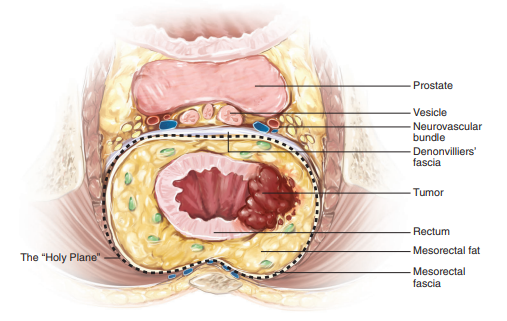 Prostate
Vesicle
Neurovascular
bundle
Denonvilliers'
fascia
Tumor
Rectum
The “Holy Plane”
Mesorectal fat
Mesorectal
fascia